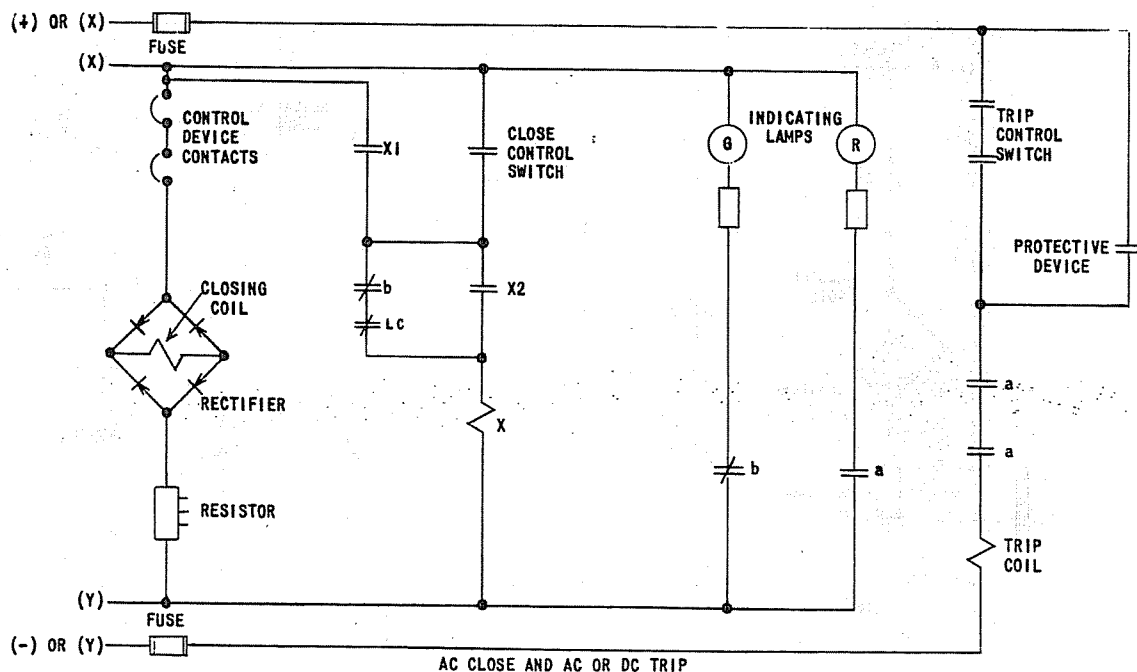 (+) OR (X)
FUSE
(X)
CONTROL
DEVICE
CONTACTS
X1
CLOSE
CONTROL
SWITCH
G
INDICATING
LAMPS
R
TRIP
CONTROL
SWITCH
PROTECTIVE
DEVICE
CLOSING
COIL
b
X2
LC
RECTIFIER
X
a
a
b
a
RESISTOR
TRIP
COIL
(Y)
FUSE
(-) OR (Y)
AC CLOSE AND AC OR DC TRIP